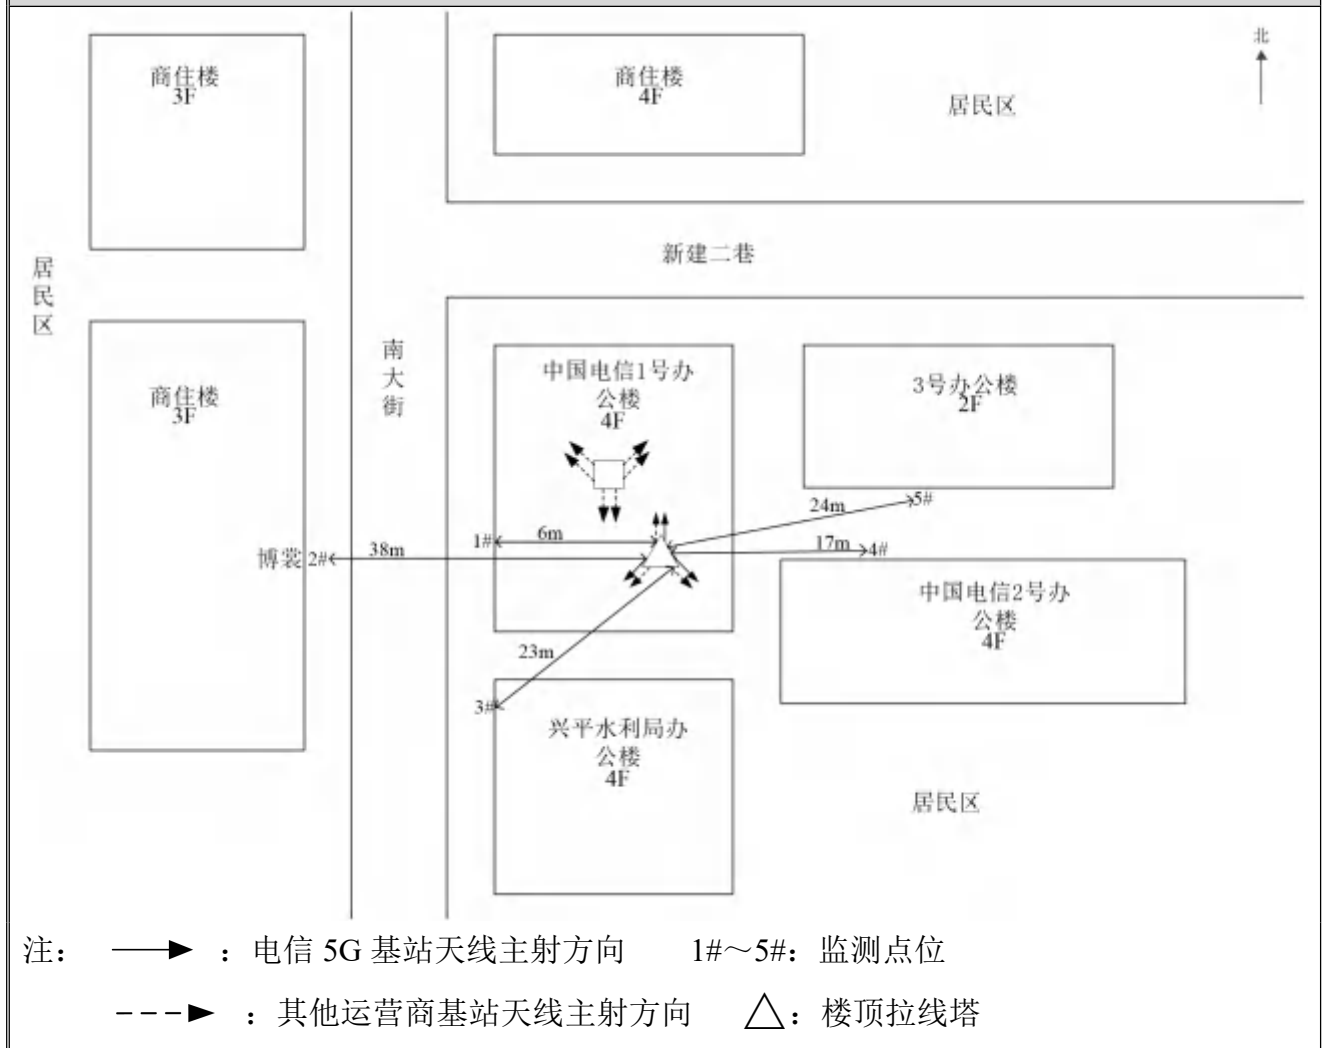 商住楼
3F
商住楼
4F
居民区
北
新建二巷
居民区
商住楼
3F
南大街
中国电信1号办
公楼
4F
3号办公楼
2F
24m
5#
1#
6m
17m
4#
博裳 2#
38m
中国电信2号办
公楼
4F
23m
3#
兴平水利局办
公楼
4F
居民区
注： ：电信 5G 基站天线主射方向 1#～5#：监测点位
：其他运营商基站天线主射方向 ：楼顶拉线塔